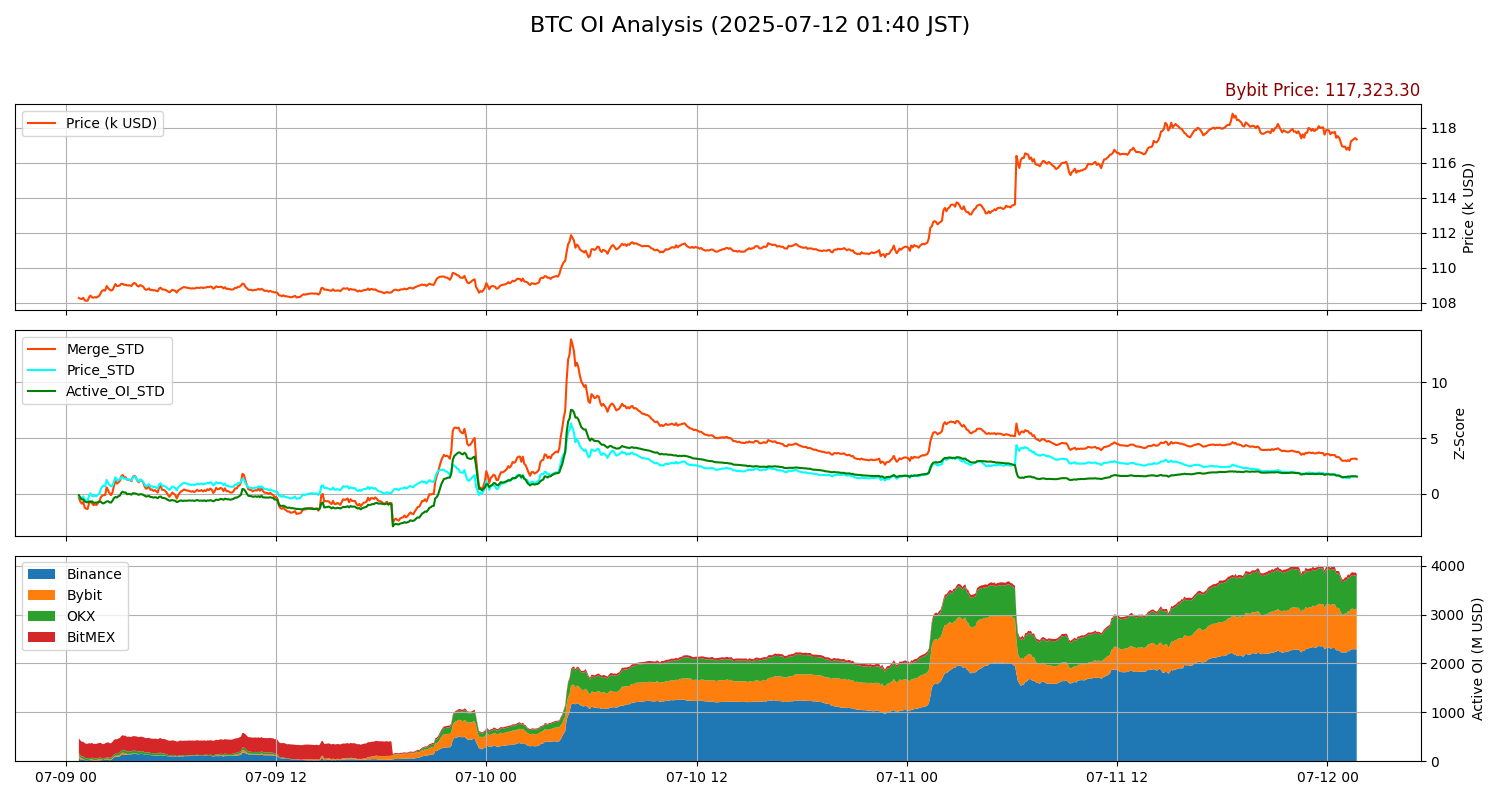 BTC OI Analysis (2025-07-12 01:40 JST)
Bybit Price: 117,323.30
Price (k USD)
118
116
114
112
110
108
Price (k USD)
Merge_STD
Price_STD
Active_OI_STD
10
5
0
Z-Score
Binance
Bybit
OKX
BitMEX
4000
3000
2000
1000
0
Active OI (M USD)
07-09 00
07-09 12
07-10 00
07-10 12
07-11 00
07-11 12
07-12 00